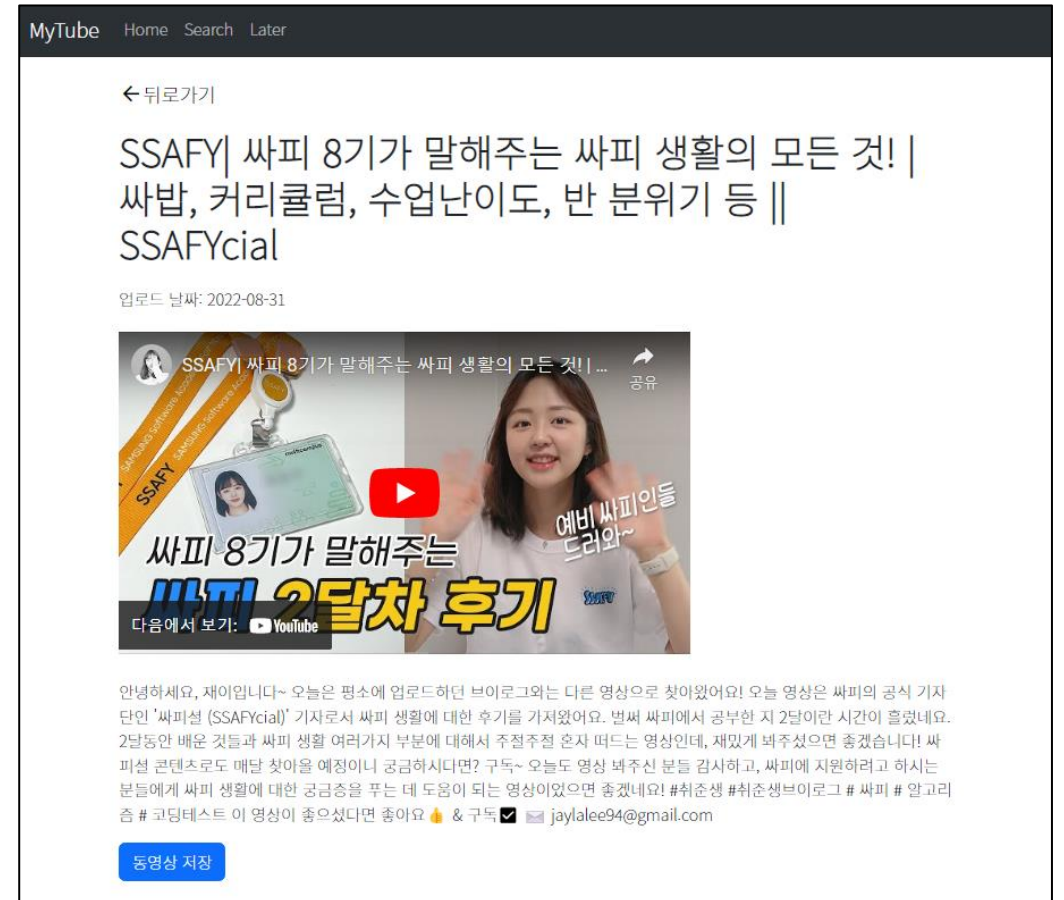 MyTube Home Search Later
←뒤로가기
SSAFY| 싸피 8기가 말해주는 싸피 생활의 모든 것! |
싸밥, 커리큘럼, 수업난이도, 반 분위기 등 ||
SSAFYcial
업로드 날짜: 2022-08-31
SSAFY| 싸피 8기가 말해주는 싸피 생활의 모든 것! | ...
공유
SAMSUNG Software
SSAFY
SAMSUNG Software Acade
예비 싸피인들
드러와~
SSAFY
싸피 8기가 말해주는
싸피 2달차 후기
다음에서 보기: YouTube
안녕하세요, 재이입니다~ 오늘은 평소에 업로드하던 브이로그와는 다른 영상으로 찾아왔어요! 오늘 영상은 싸피의 공식 기자
단인 '싸피셜 (SSAFYcial)' 기자로서 싸피 생활에 대한 후기를 가져왔어요. 벌써 싸피에서 공부한 지 2달이란 시간이 흘렀네요.
2달동안 배운 것들과 싸피 생활 여러가지 부분에 대해서 주절주절 혼자 떠드는 영상인데, 재밌게 봐주셨으면 좋겠습니다! 싸
피셜 콘텐츠로도 매달 찾아올 예정이니 궁금하시다면? 구독~ 오늘도 영상 봐주신 분들 감사하고, 싸피에 지원하려고 하시는
분들에게 싸피 생활에 대한 궁금증을 푸는 데 도움이 되는 영상이었으면 좋겠네요! #취준생 #취준생브이로그 # 싸피 # 알고리
즘 # 코딩테스트 이 영상이 좋으셨다면 좋아요👍 & 구독☑ ✉ jaylalee94@gmail.com
동영상 저장